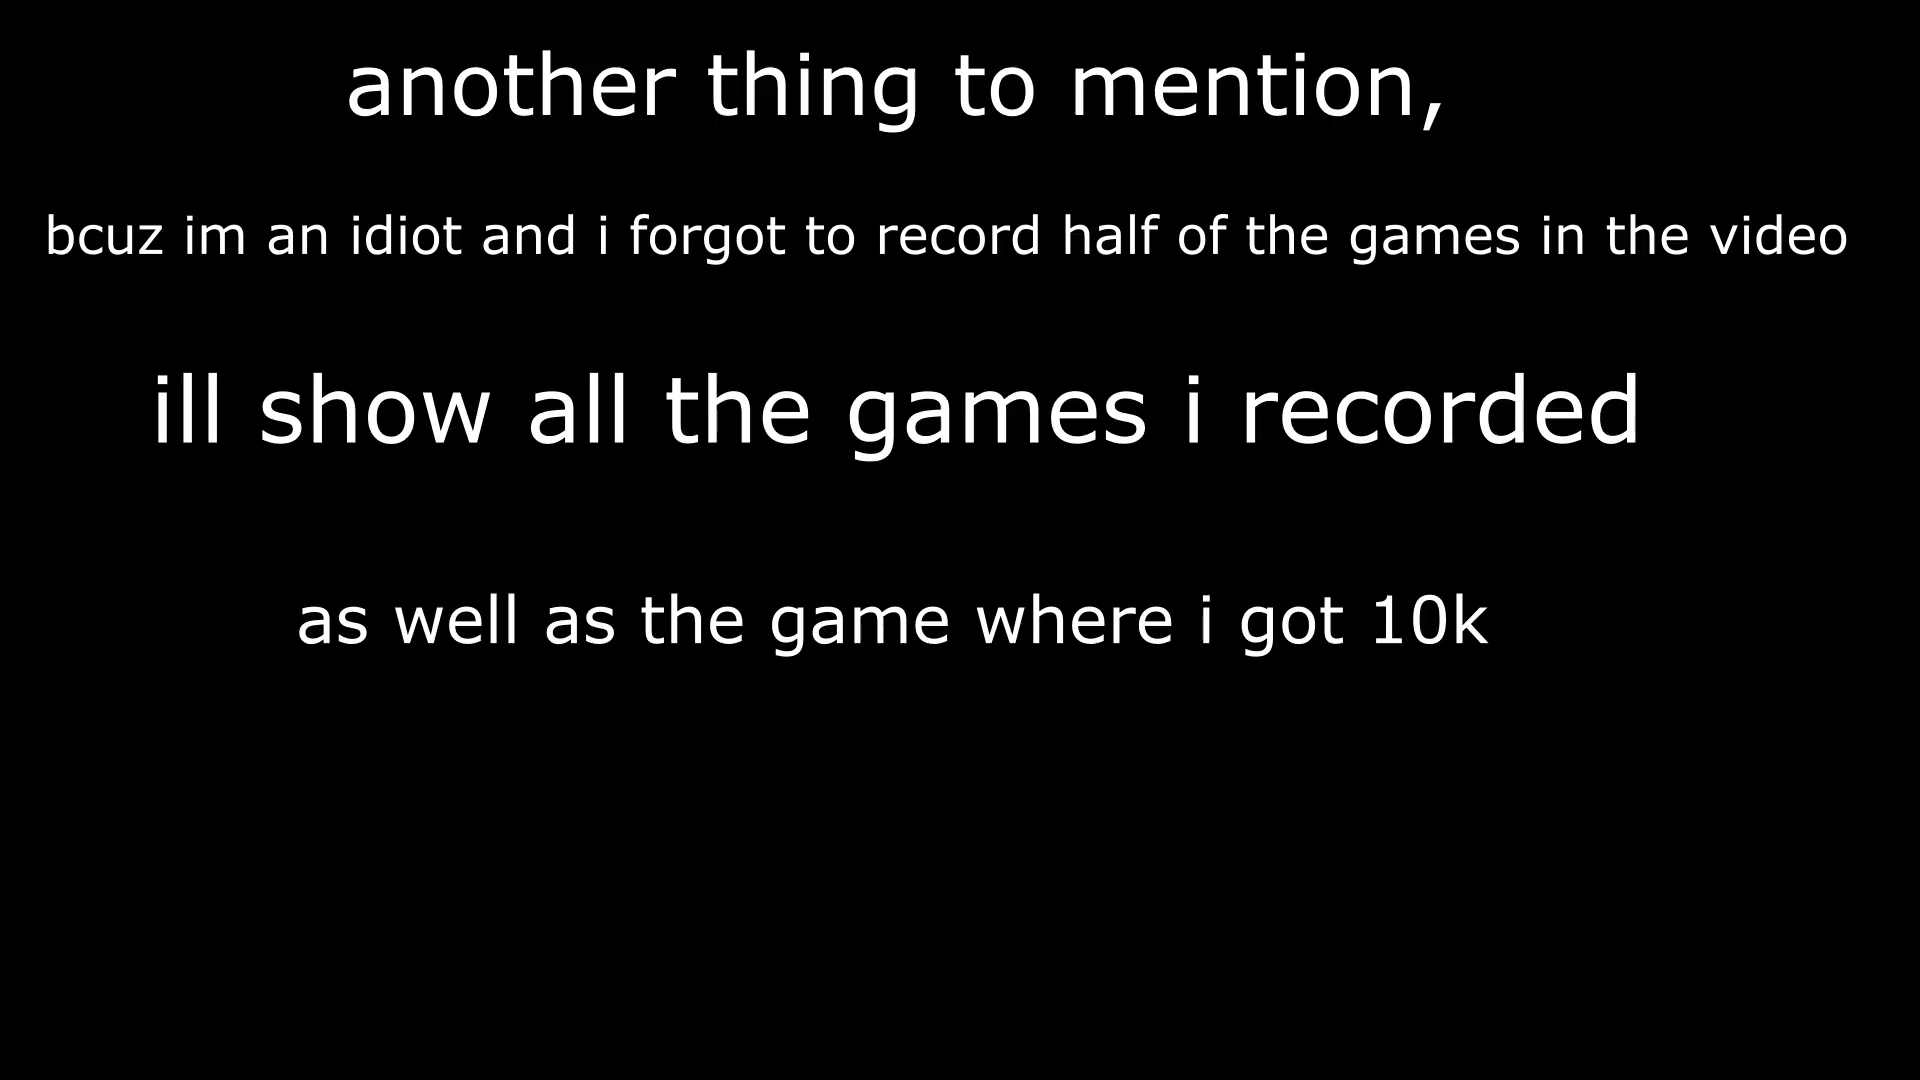 another thing to mention,
bcuz im an idiot and i forgot to record half of the games in the video
ill show all the games i recorded
as well as the game where i got 10k